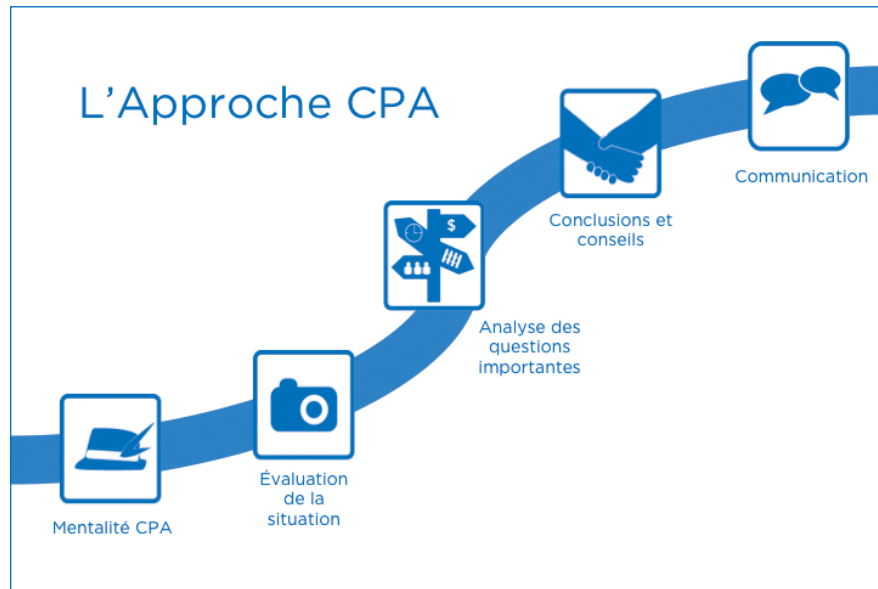 L'Approche CPA
Mentalité CPA
Évaluation
de la
situation
Analyse des
questions
importantes
$
Conclusions et
conseils
Communication